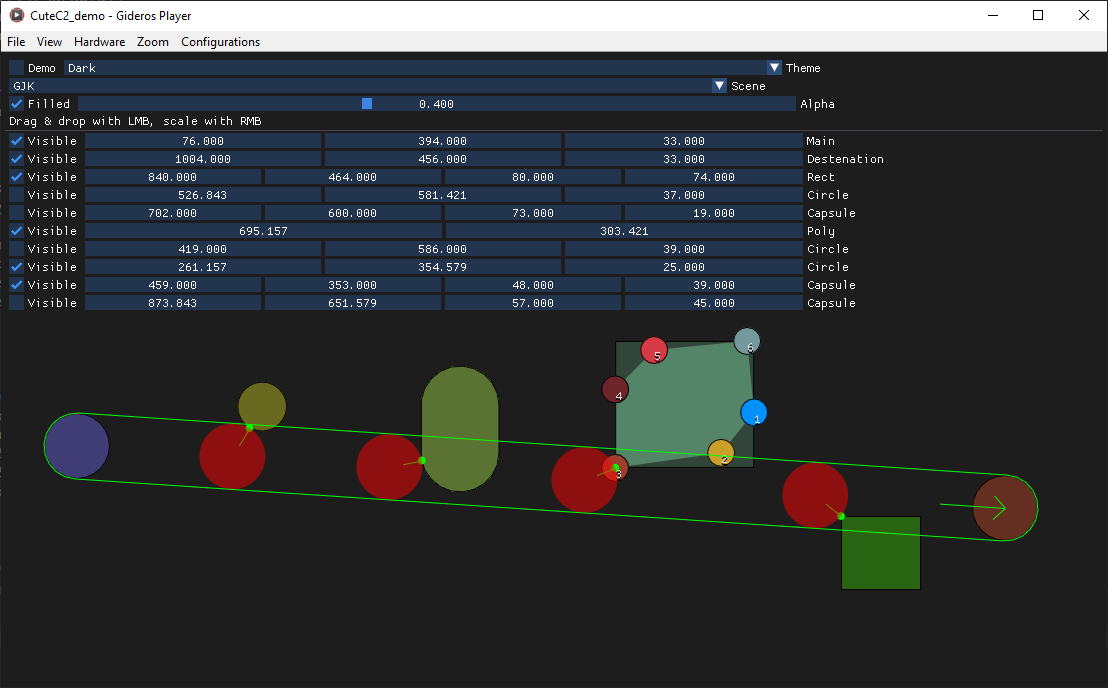 CuteC2_demo - Gideros Player
File View Hardware Zoom Configurations
Demo Dark Theme
GJK Scene
Filled 0.400 Alpha
Drag & drop with LMB, scale with RMB
Visible 76.000 394.000 33.000 Main
Visible 1004.000 456.000 33.000 Destenation
Visible 840.000 464.000 80.000 74.000 Rect
Visible 526.843 581.421 37.000 Circle
Visible 702.000 600.000 73.000 19.000 Capsule
Visible 695.157 303.421 Poly
Visible 419.000 586.000 39.000 Circle
Visible 261.157 354.579 25.000 Circle
Visible 459.000 353.000 48.000 39.000 Capsule
Visible 873.843 651.579 57.000 45.000 Capsule
6
5
4
1
2
3